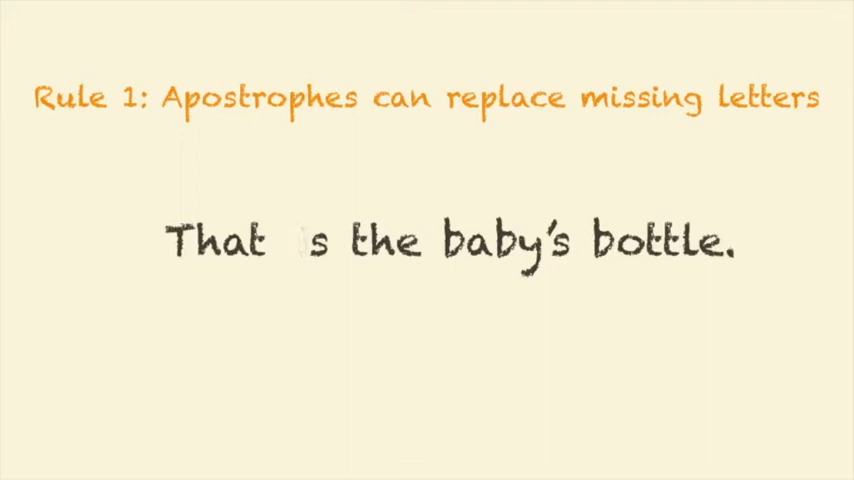 Rule 1: Apostrophes can replace missing letters
That s the baby's bottle.